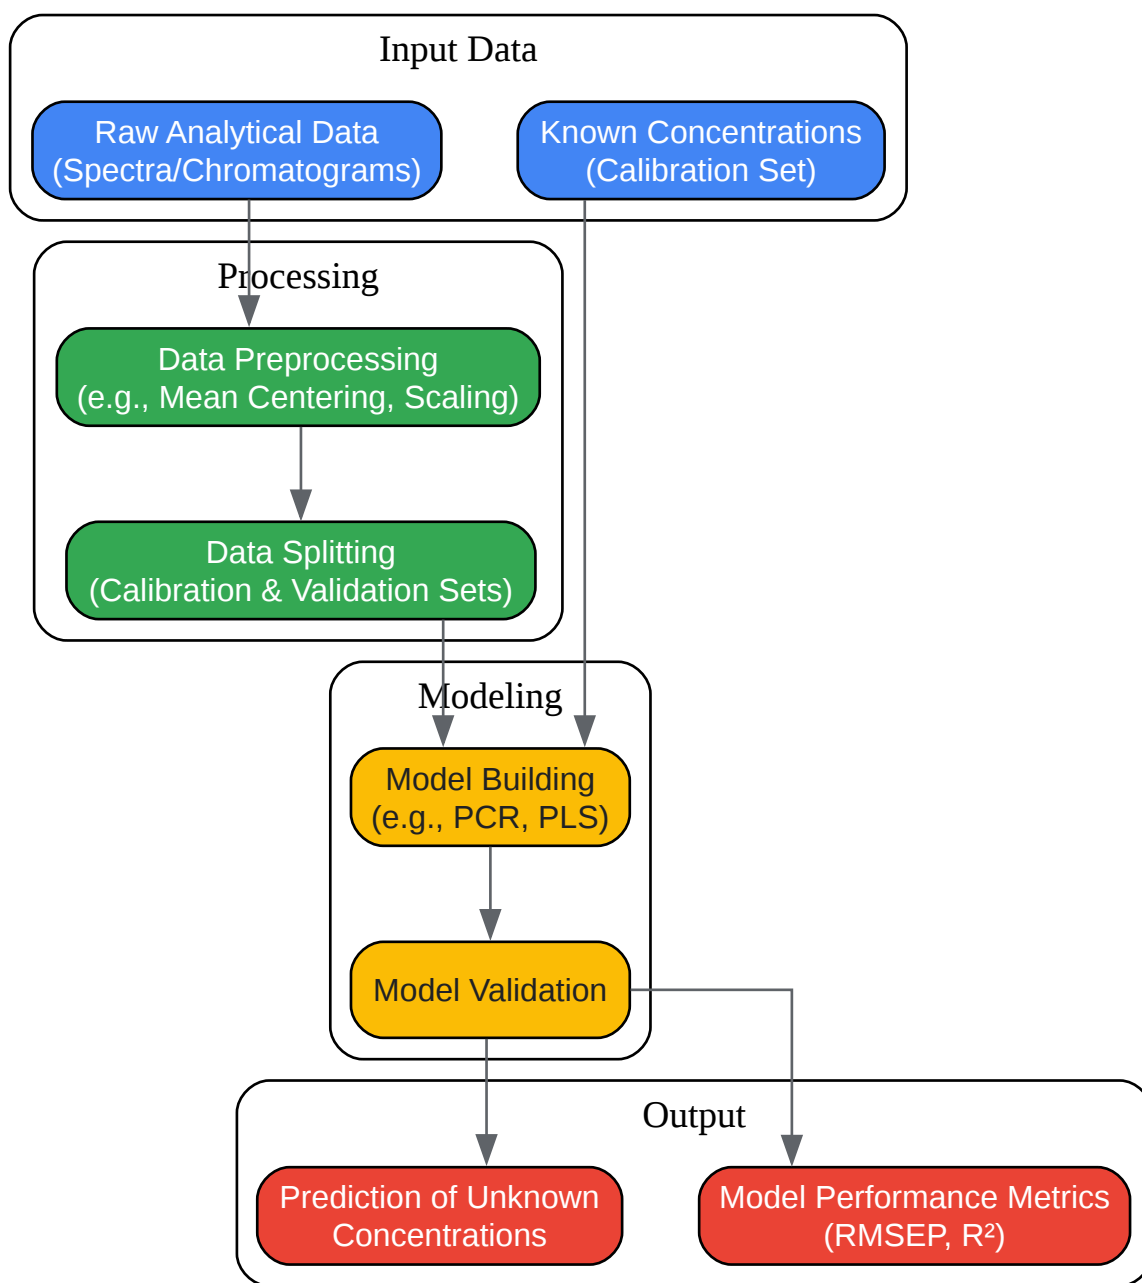 Input Data
Raw Analytical Data
(Spectra/Chromatograms)
Known Concentrations
(Calibration Set)
Processing
Data Preprocessing
(e.g., Mean Centering, Scaling)
Data Splitting
(Calibration & Validation Sets)
Modeling
Model Building
(e.g., PCR, PLS)
Model Validation
Output
Prediction of Unknown
Concentrations
Model Performance Metrics
(RMSEP, R²)